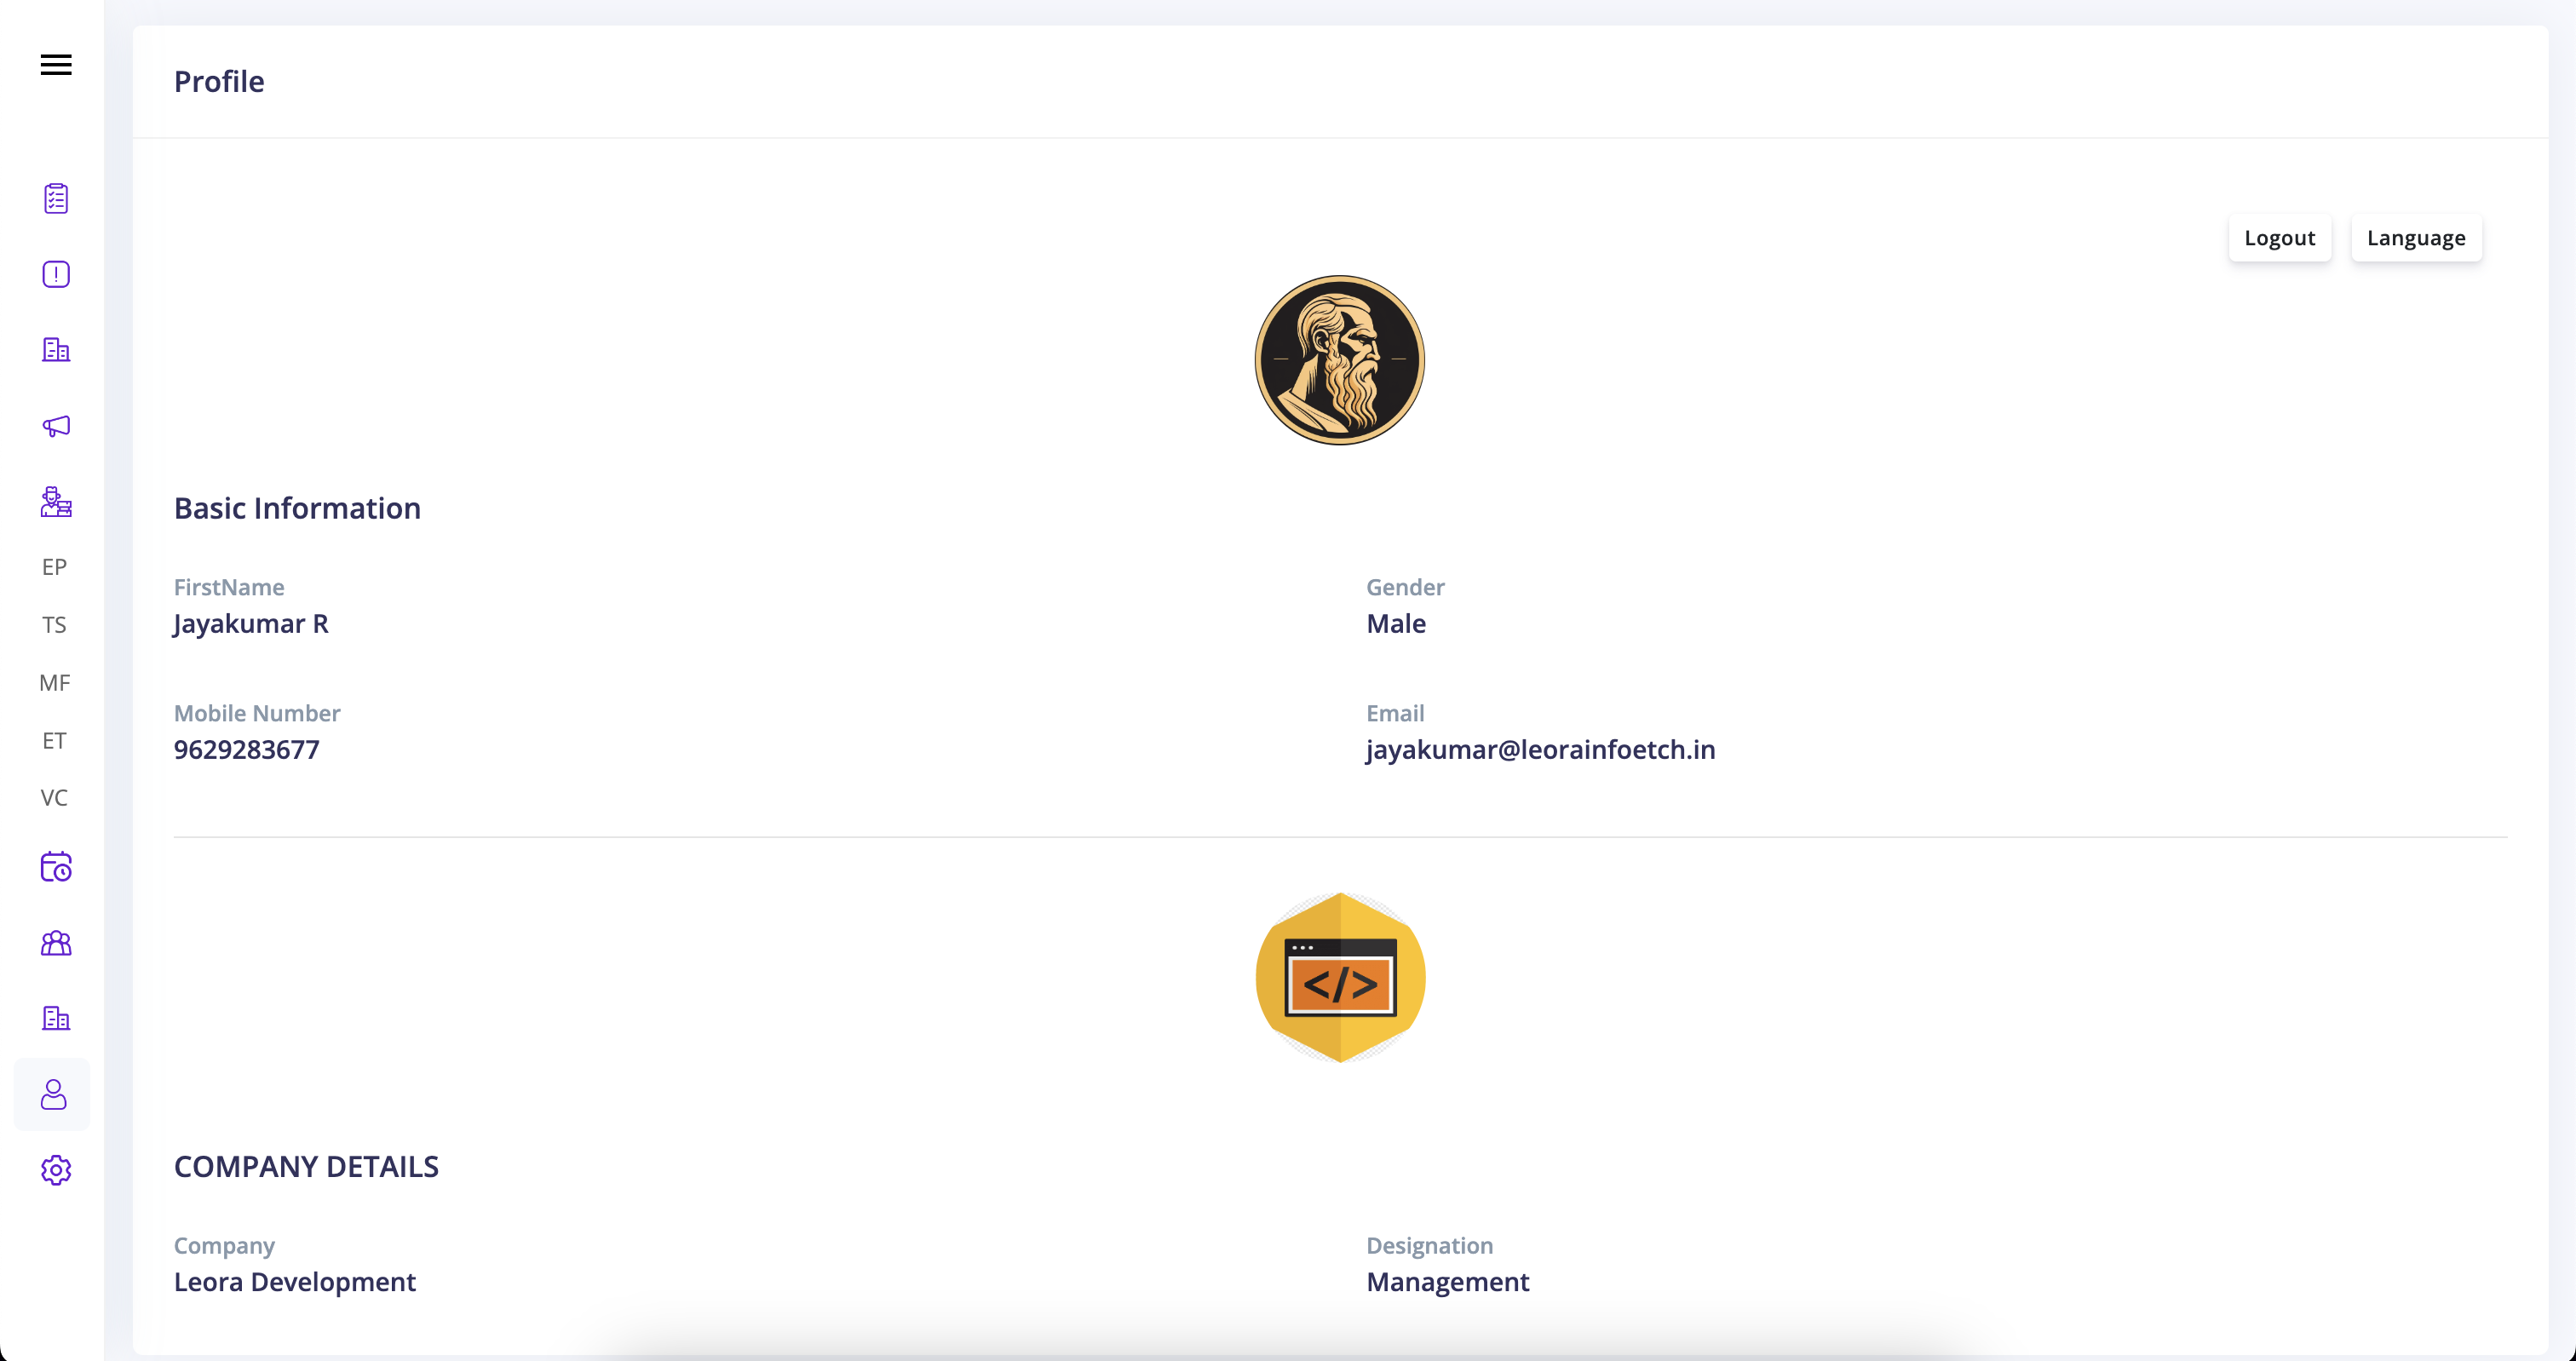 Profile
Logout Language
Basic Information
FirstName Gender
Jayakumar R Male
Mobile Number Email
9629283677 jayakumar@leorainfoetch.in
EP
TS
MF
ET
VC
</>
COMPANY DETAILS
Company Designation
Leora Development Management